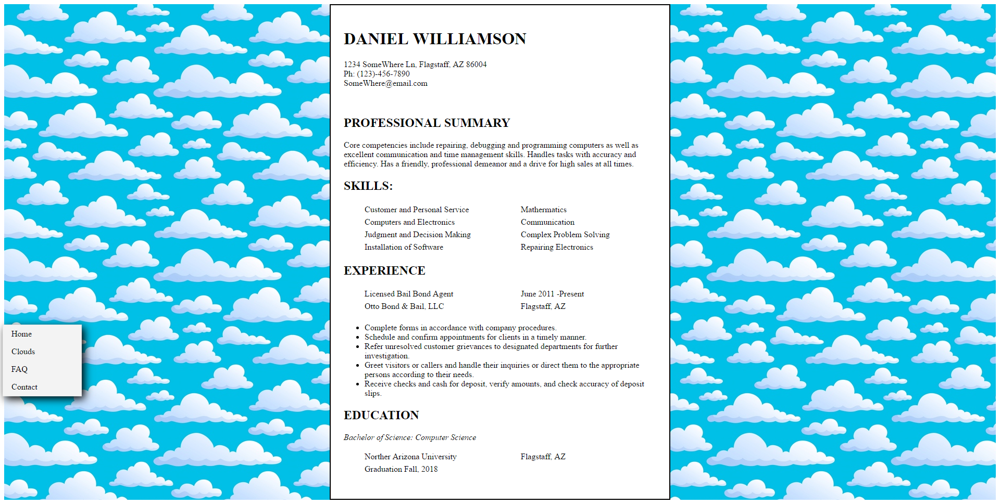 DANIEL WILLIAMSON
1234 SomeWhere Ln, Flagstaff, AZ 86004
Ph: (123)-456-7890
SomeWhere@email.com
PROFESSIONAL SUMMARY
Core competencies include repairing, debugging and programming computers as well as
excellent communication and time management skills. Handles tasks with accuracy and
efficiency. Has a friendly, professional demeanor and a drive for high sales at all times.
SKILLS:
Customer and Personal Service Mathermatics
Computers and Electronics Communication
Judgment and Decision Making Complex Problem Solving
Installation of Software Repairing Electronics
EXPERIENCE
Licensed Bail Bond Agent June 2011 -Present
Otto Bond & Bail, LLC Flagstaff, AZ
• Complete forms in accordance with company procedures.
• Schedule and confirm appointments for clients in a timely manner.
• Refer unresolved customer grievances to designated departments for further
investigation.
• Greet visitors or callers and handle their inquiries or direct them to the appropriate
persons according to their needs.
• Receive checks and cash for deposit, verify amounts, and check accuracy of deposit
slips.
EDUCATION
Bachelor of Science: Computer Science
Norther Arizona University Flagstaff, AZ
Graduation Fall, 2018
Home
Clouds
FAQ
Contact